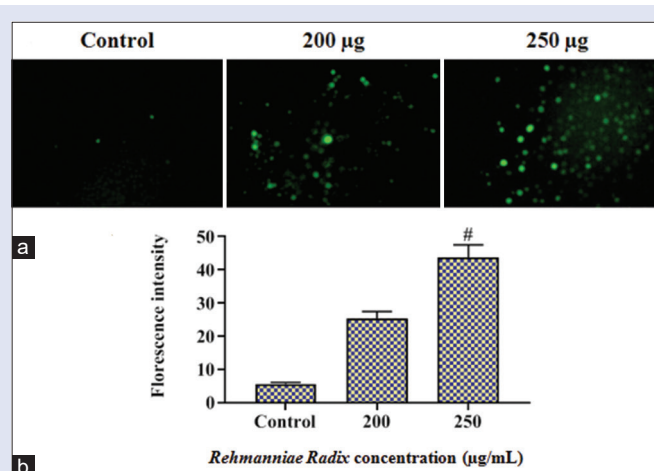 Control 200 µg 250 µg
a
Florescence intensity
50
40
30
20
10
0
#
Control 200 250
b
Rehmanniae Radix concentration (µg/mL)